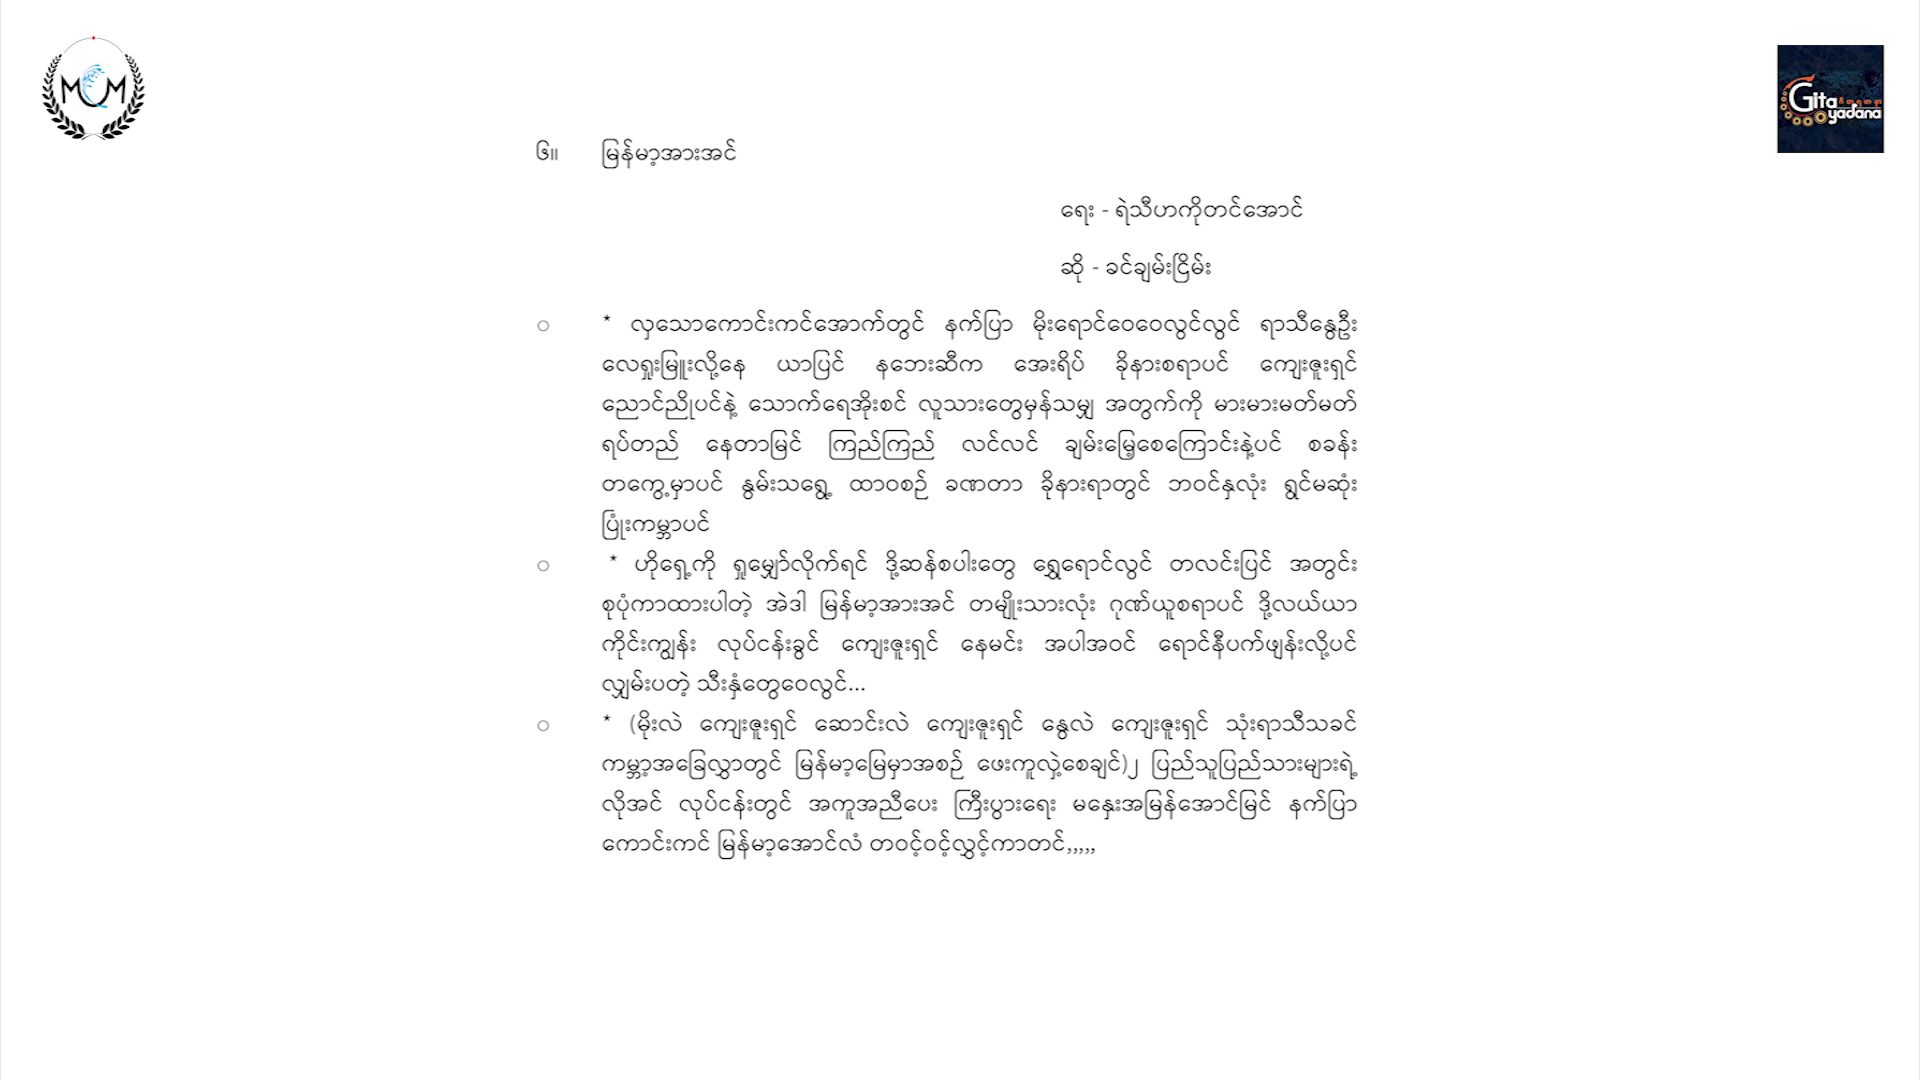 MUM
Gita
ဂီတရတနာ
yadana
၆။ မြန်မာ့အားအင်
ရေး - ရဲသီဟကိုတင်အောင်
ဆို - ခင်ချမ်းငြိမ်း
○ * လှသောကောင်းကင်အောက်တွင် နက်ပြာ မိုးရောင်ဝေဝေလွင်လွင် ရာသီနွေဦး
လေရှူးမြူးလို့နေ ယာပြင် နဘေးဆီက အေးရိပ် ခိုနားစရာပင် ကျေးဇူးရှင်
ညောင်ညိုပင်နဲ့ သောက်ရေအိုးစင် လူသားတွေမှန်သမျှ အတွက်ကို မားမားမတ်မတ်
ရပ်တည် နေတာမြင် ကြည်ကြည် လင်လင် ချမ်းမြေ့စေကြောင်းနဲ့ပင် စခန်း
တကွေ့မှာပင် နွမ်းသရွေ့ ထာဝစဉ် ခဏတာ ခိုနားရာတွင် ဘဝင်နှလုံး ရွှင်မဆုံး
ပြုံးကမ္ဘာပင်
○ * ဟိုရှေ့ကို ရှုမျှော်လိုက်ရင် ဒို့ဆန်စပါးတွေ ရွှေရောင်လွင် တလင်းပြင် အတွင်း
စုပုံကာထားပါတဲ့ အဲဒါ မြန်မာ့အားအင် တမျိုးသားလုံး ဂုဏ်ယူစရာပင် ဒို့လယ်ယာ
ကိုင်းကျွန်း လုပ်ငန်းခွင် ကျေးဇူးရှင် နေမင်း အပါအဝင် ရောင်နီပက်ဖျန်းလို့ပင်
လျှမ်းပတဲ့ သီးနှံတွေဝေလွင်...
○ * (မိုးလဲ ကျေးဇူးရှင် ဆောင်းလဲ ကျေးဇူးရှင် နွေလဲ ကျေးဇူးရှင် သုံးရာသီသခင်
ကမ္ဘာ့အခြေလွှာတွင် မြန်မာ့မြေမှာအစဉ် ဖေးကူလှဲ့စေချင်)၂ ပြည်သူပြည်သားများရဲ့
လိုအင် လုပ်ငန်းတွင် အကူအညီပေး ကြီးပွားရေး မနှေးအမြန်အောင်မြင် နက်ပြာ
ကောင်းကင် မြန်မာ့အောင်လံ တဝင့်ဝင့်လွှင့်ကာတင်,,,,,